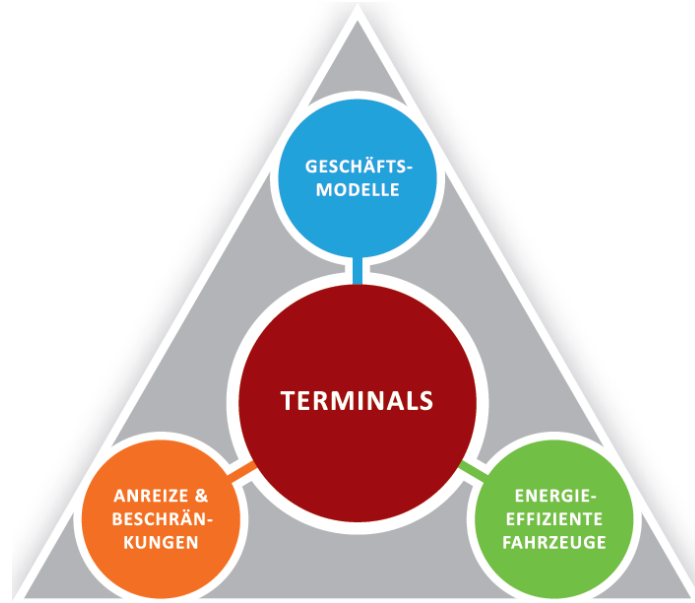 GESCHÄFTS-
MODELLE
TERMINALS
ANREIZE &
BESCHRÄN-
KUNGEN
ENERGIE-
EFFIZIENTE
FAHRZEUGE